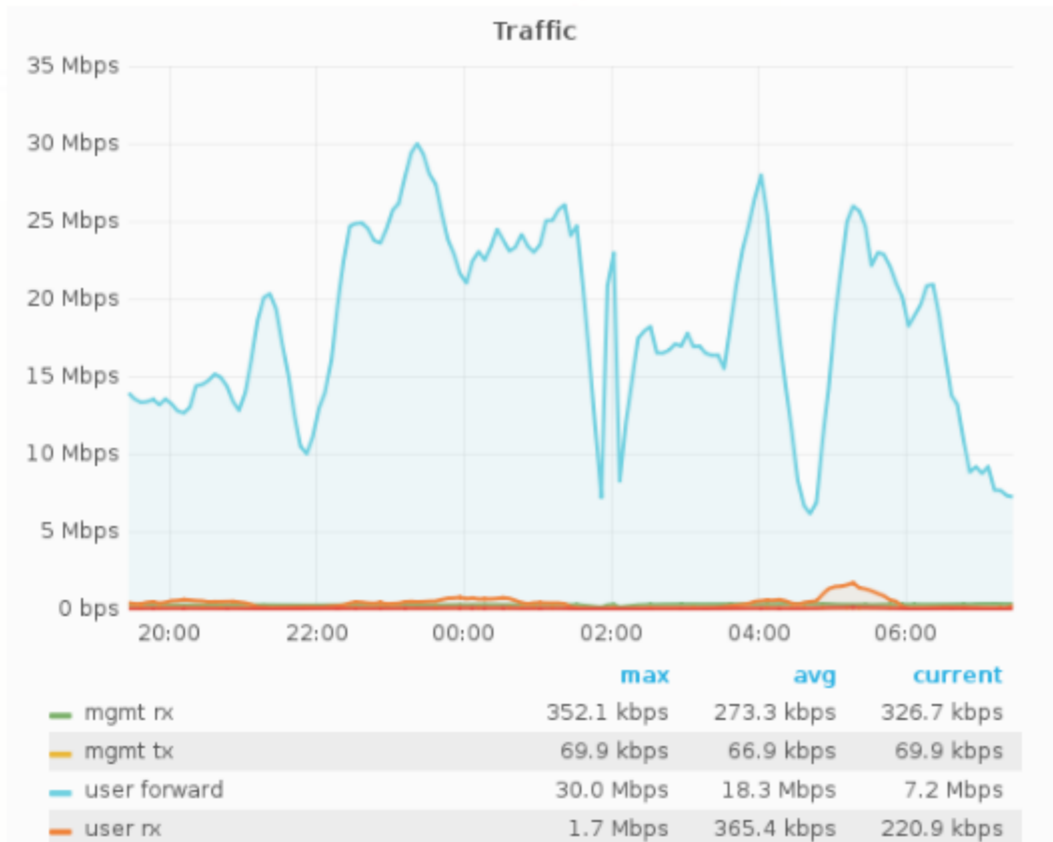 Traffic
35 Mbps
30 Mbps
25 Mbps
20 Mbps
15 Mbps
10 Mbps
5 Mbps
0 bps
20:00 22:00 00:00 02:00 04:00 06:00
max avg current
mgmt rx 352.1 kbps 273.3 kbps 326.7 kbps
mgmt tx 69.9 kbps 66.9 kbps 69.9 kbps
user forward 30.0 Mbps 18.3 Mbps 7.2 Mbps
user rx 1.7 Mbps 365.4 kbps 220.9 kbps